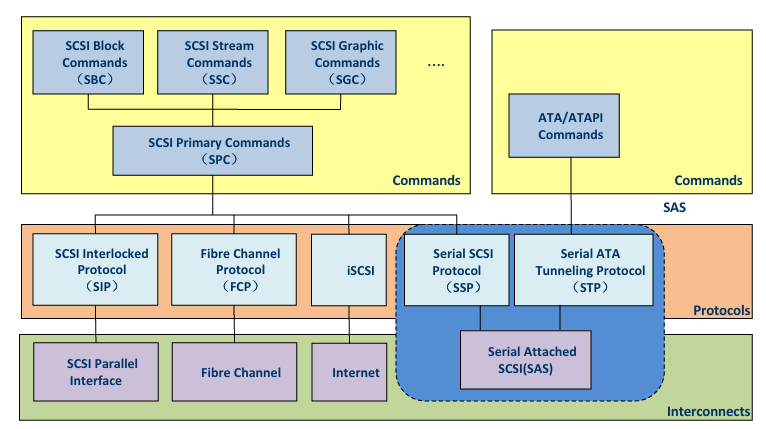 SCSI Block
Commands
（SBC）
SCSI Stream
Commands
（SSC）
SCSI Graphic
Commands
（SGC）
....
SCSI Primary Commands
（SPC）
Commands
ATA/ATAPI
Commands
Commands
SAS
SCSI Interlocked
Protocol
（SIP）
Fibre Channel
Protocol
（FCP）
iSCSI
Serial SCSI
Protocol
（SSP）
Serial ATA
Tunneling Protocol
（STP）
Protocols
SCSI Parallel
Interface
Fibre Channel
Internet
Serial Attached
SCSI(SAS)
Interconnects